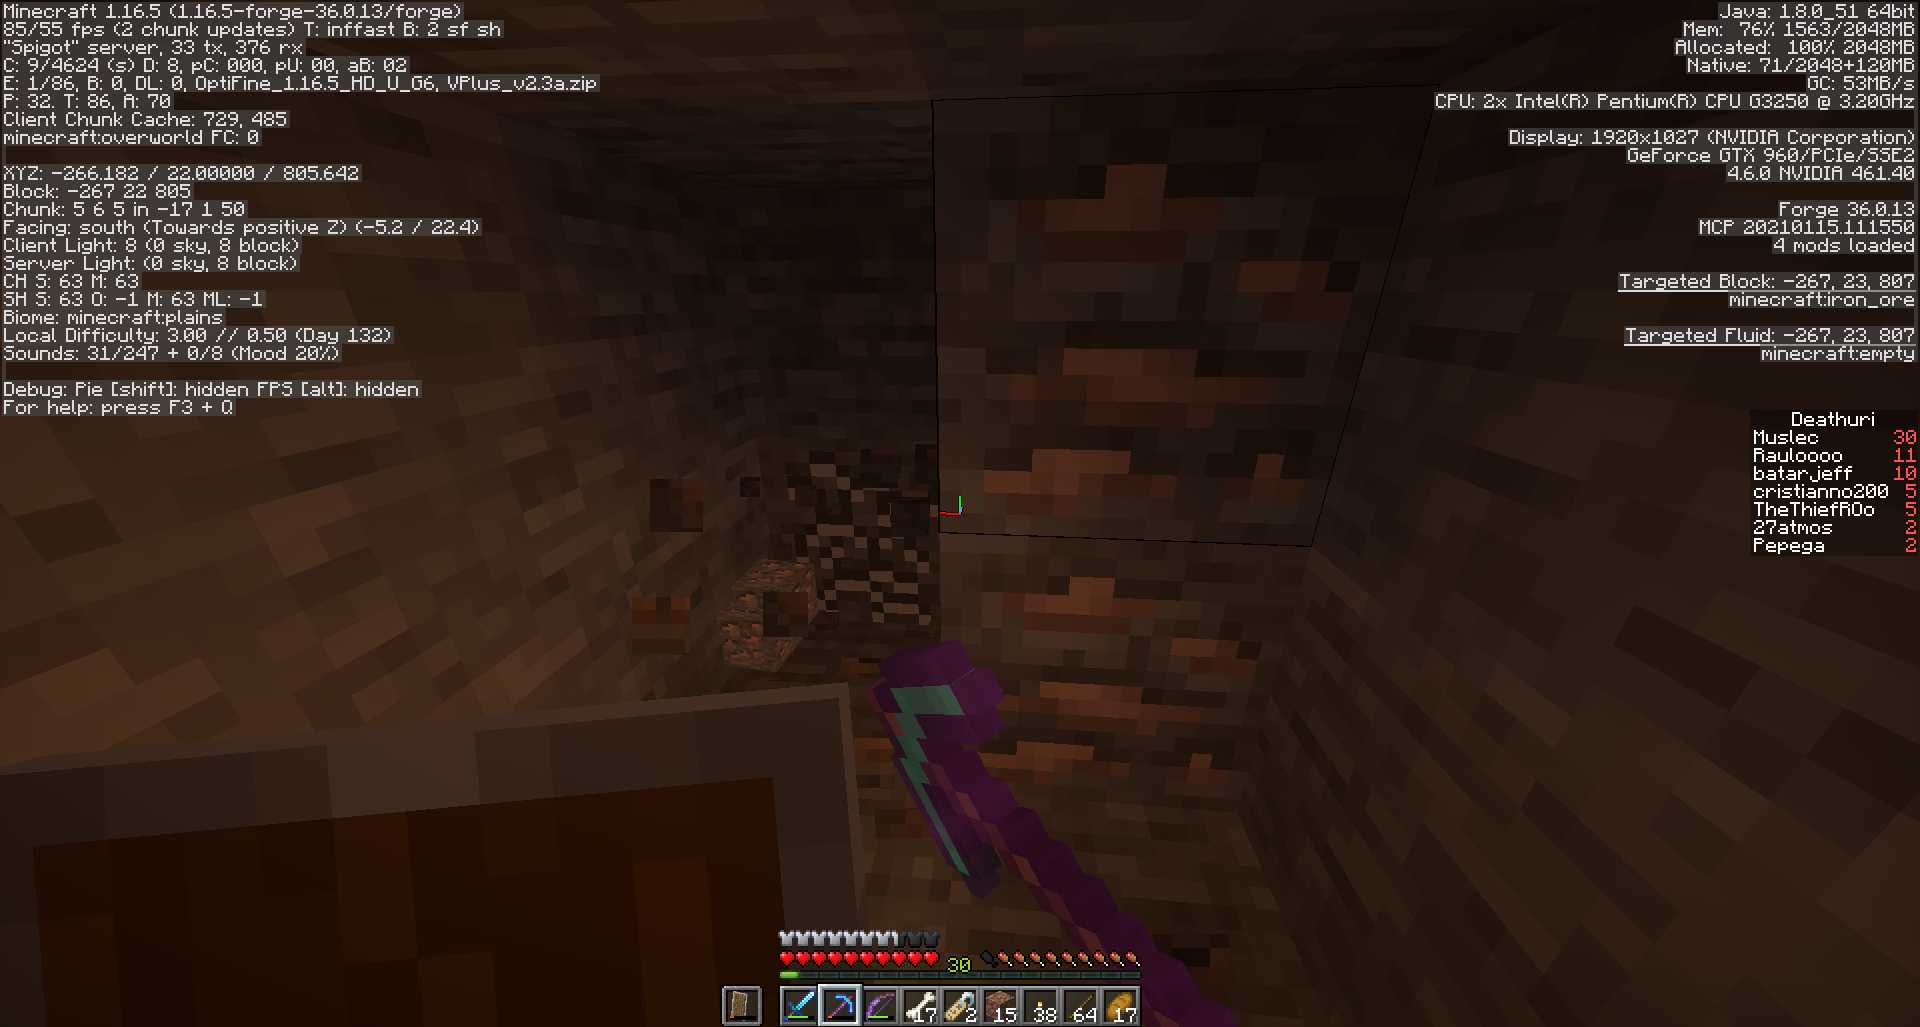 Minecraft 1.16.5 (1.16.5-forge-36.0.13/forge)
85/55 fps (2 chunk updates) T: inffast B: 2 sf sh
"Spigot" server, 33 tx, 376 rx
C: 9/4624 (s) D: 8, pC: 000, pU: 00, aB: 02
E: 1/86, B: 0, DL: 0, OptiFine_1.16.5_HD_U_G6, VPlus_v2.3a.zip
P: 32. T: 86, A: 70
Client Chunk Cache: 729, 485
minecraft:overworld FC: 0
XYZ: -266.182 / 22.00000 / 805.642
Block: -267 22 805
Chunk: 5 6 5 in -17 1 50
Facing: south (Towards positive Z) (-5.2 / 22.4)
Client Light: 8 (0 sky, 8 block)
Server Light: (0 sky, 8 block)
CH S: 63 M: 63
SH S: 63 O: -1 M: 63 ML: -1
Biome: minecraft:plains
Local Difficulty: 3.00 // 0.50 (Day 132)
Sounds: 31/247 + 0/8 (Mood 20%)
Debug: Pie [shift]: hidden FPS [alt]: hidden
For help: press F3 + Q
Java: 1.8.0_51 64bit
Mem: 76% 1563/2048MB
Allocated: 100% 2048MB
Native: 71/2048+120MB
GC: 53MB/s
CPU: 2x Intel(R) Pentium(R) CPU G3250 @ 3.20GHz
Display: 1920x1027 (NVIDIA Corporation)
GeForce GTX 960/PCIe/SSE2
4.6.0 NVIDIA 461.40
Forge 36.0.13
MCP 20210115.111550
4 mods loaded
Targeted Block: -267, 23, 807
minecraft:iron_ore
Targeted Fluid: -267, 23, 807
minecraft:empty
Deathuri
Muslec 30
Rauloooo 11
batar.jeff 10
cristianno200 5
TheThiefR0o 5
27atmos 2
Pepega 2
30
17 2 15 38 64 17